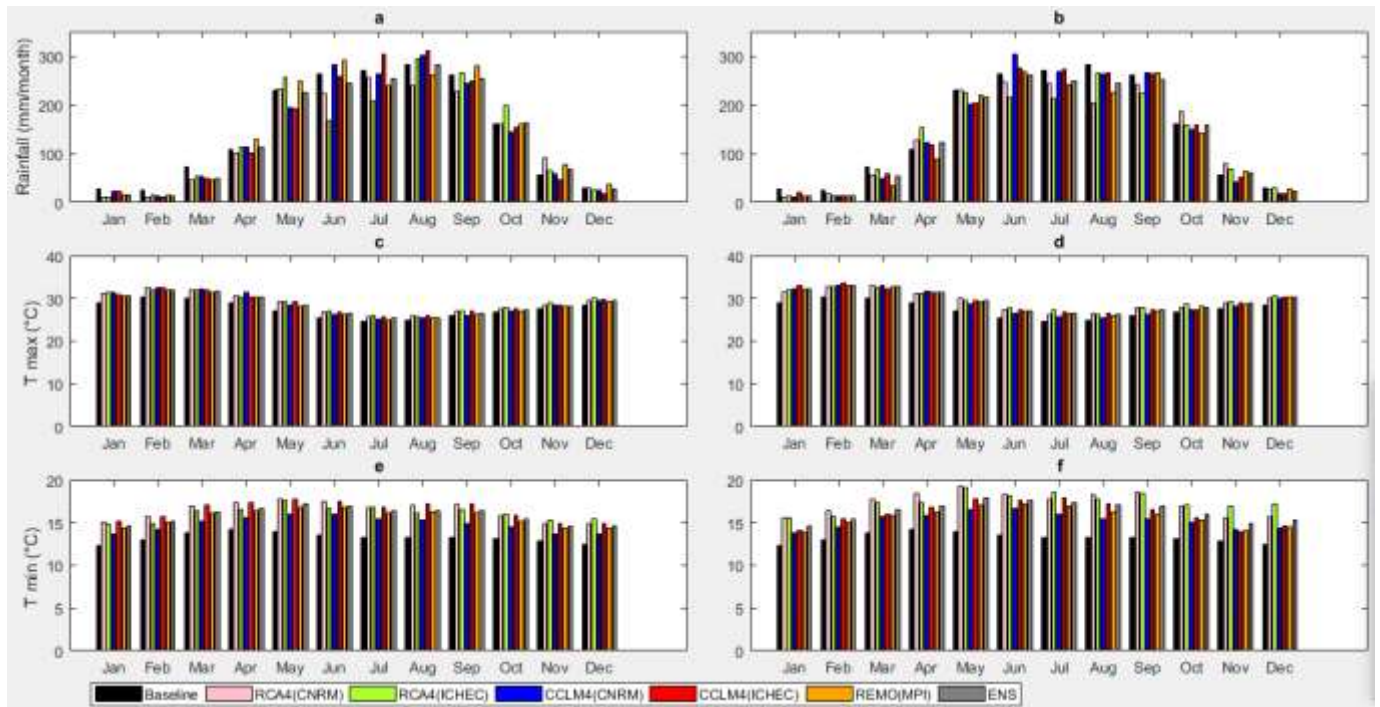 a
b
Rainfall (mm/month)
300
200
100
0
Jan Feb Mar Apr May Jun Jul Aug Sep Oct Nov Dec
300
200
100
0
Jan Feb Mar Apr May Jun Jul Aug Sep Oct Nov Dec
c
d
T max (°C)
40
30
20
10
0
Jan Feb Mar Apr May Jun Jul Aug Sep Oct Nov Dec
40
30
20
10
0
Jan Feb Mar Apr May Jun Jul Aug Sep Oct Nov Dec
e
f
T min (°C)
20
15
10
5
0
Jan Feb Mar Apr May Jun Jul Aug Sep Oct Nov Dec
20
15
10
5
0
Jan Feb Mar Apr May Jun Jul Aug Sep Oct Nov Dec
Baseline RCA4(CNRM) RCA4(ICHEC) CCLM4(CNRM) CCLM4(ICHEC) REMO(MPI) ENS